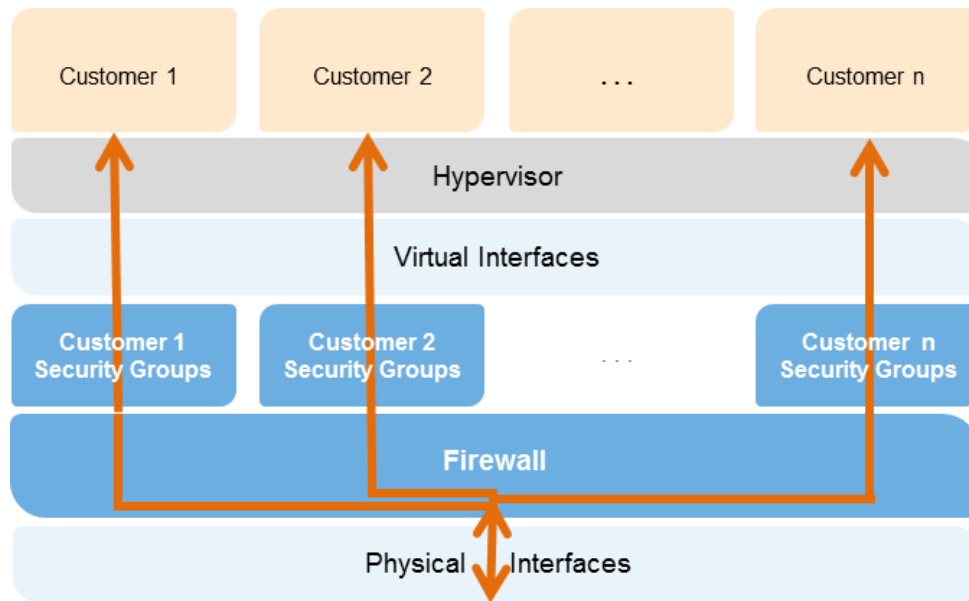 Customer 1
Customer 2
...
Customer n
Hypervisor
Virtual Interfaces
Customer 1
Security Groups
Customer 2
Security Groups
...
Customer n
Security Groups
Firewall
Physical Interfaces